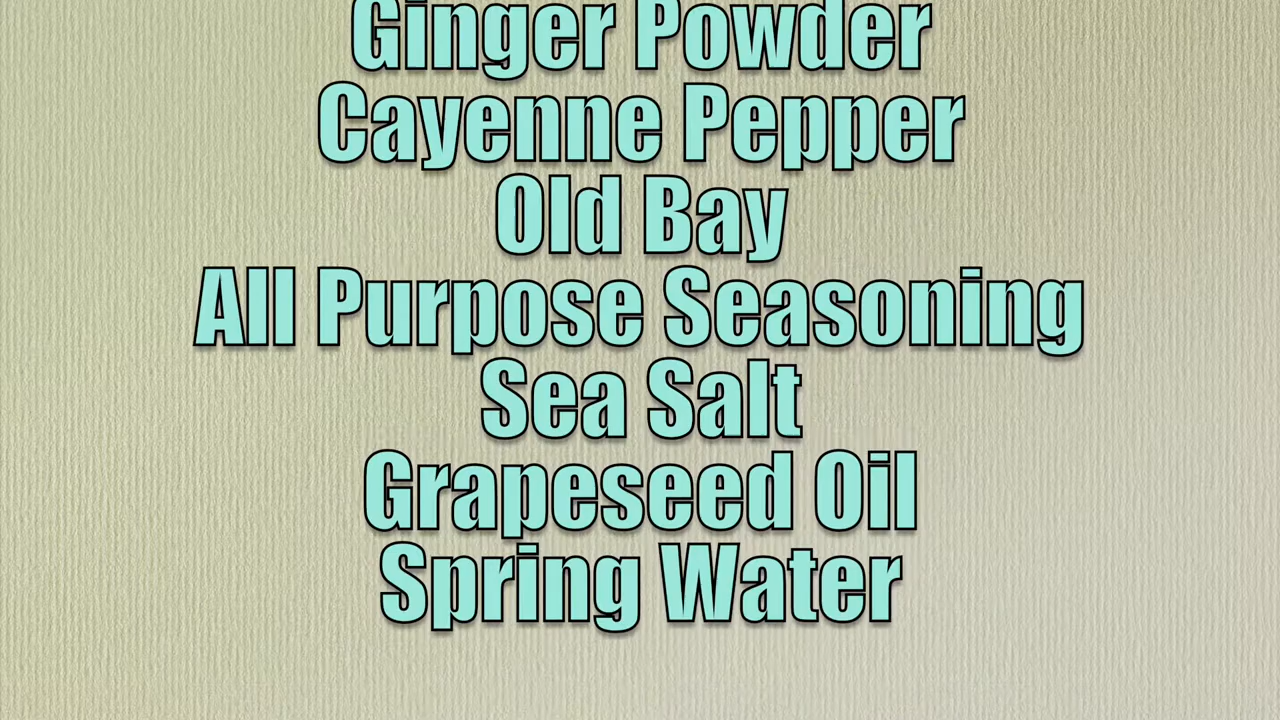 Ginger Powder
Cayenne Pepper
Old Bay
All Purpose Seasoning
Sea Salt
Grapeseed Oil
Spring Water